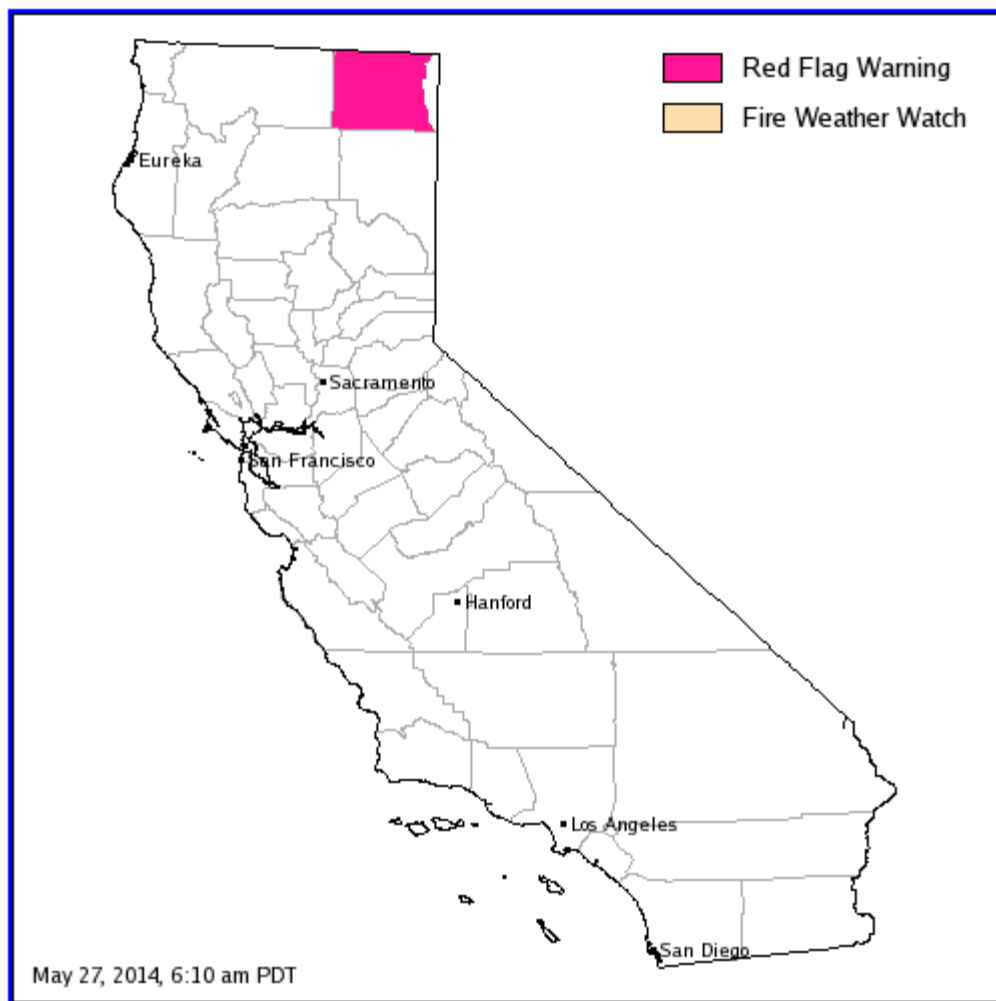 Red Flag Warning
Fire Weather Watch
Eureka
Sacramento
San Francisco
Hanford
Los Angeles
San Diego
May 27, 2014, 6:10 am PDT